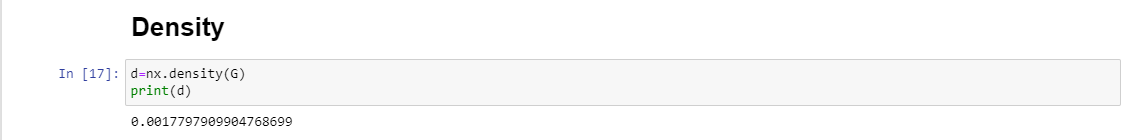 Density
In [17]: d=nx.density(G)
print(d)
0.0017797909904768699